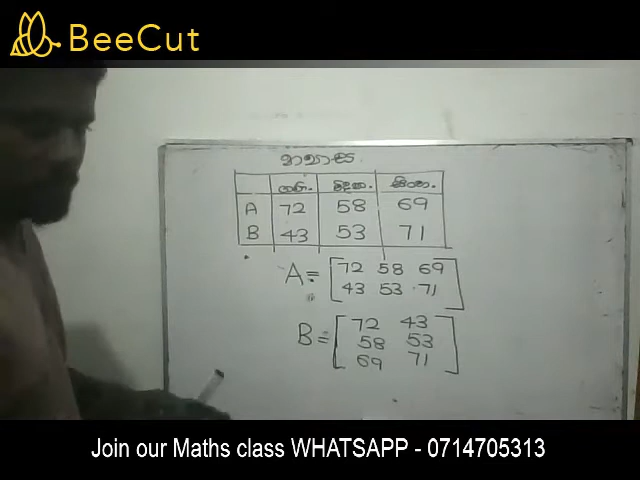 BeeCut
A 72 58 69
B 43 53 71
A = [72 58 69
43 53 71]
B = [72 43
58 53
69 71]
Join our Maths class WHATSAPP - 0714705313